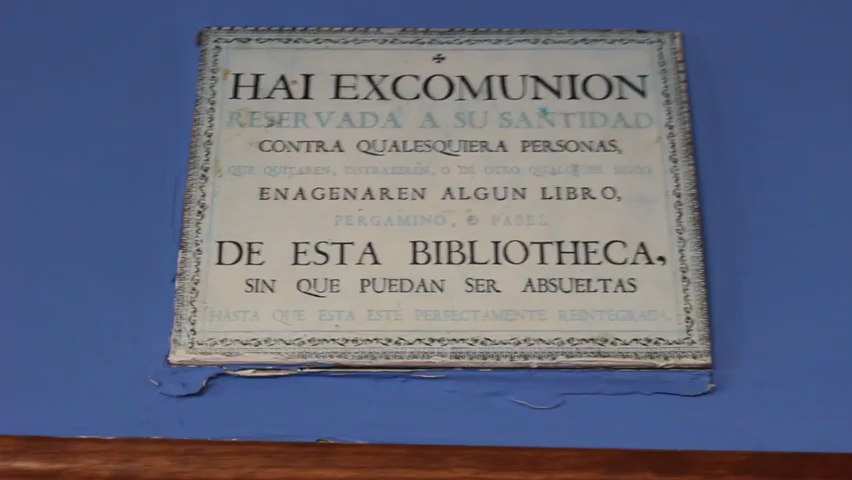 HAI EXCOMUNION
RESERVADA A SU SANTIDAD
CONTRA QUALESQUIERA PERSONAS,
QUE QUITAREN, DISTRAXEREN, O DE OTRO QUALQUIER MODO
ENAGENAREN ALGUN LIBRO,
PERGAMINO, O PAPEL
DE ESTA BIBLIOTHECA,
SIN QUE PUEDAN SER ABSUELTAS
HASTA QUE ESTA ESTÉ PERFECTAMENTE REINTEGRADA.